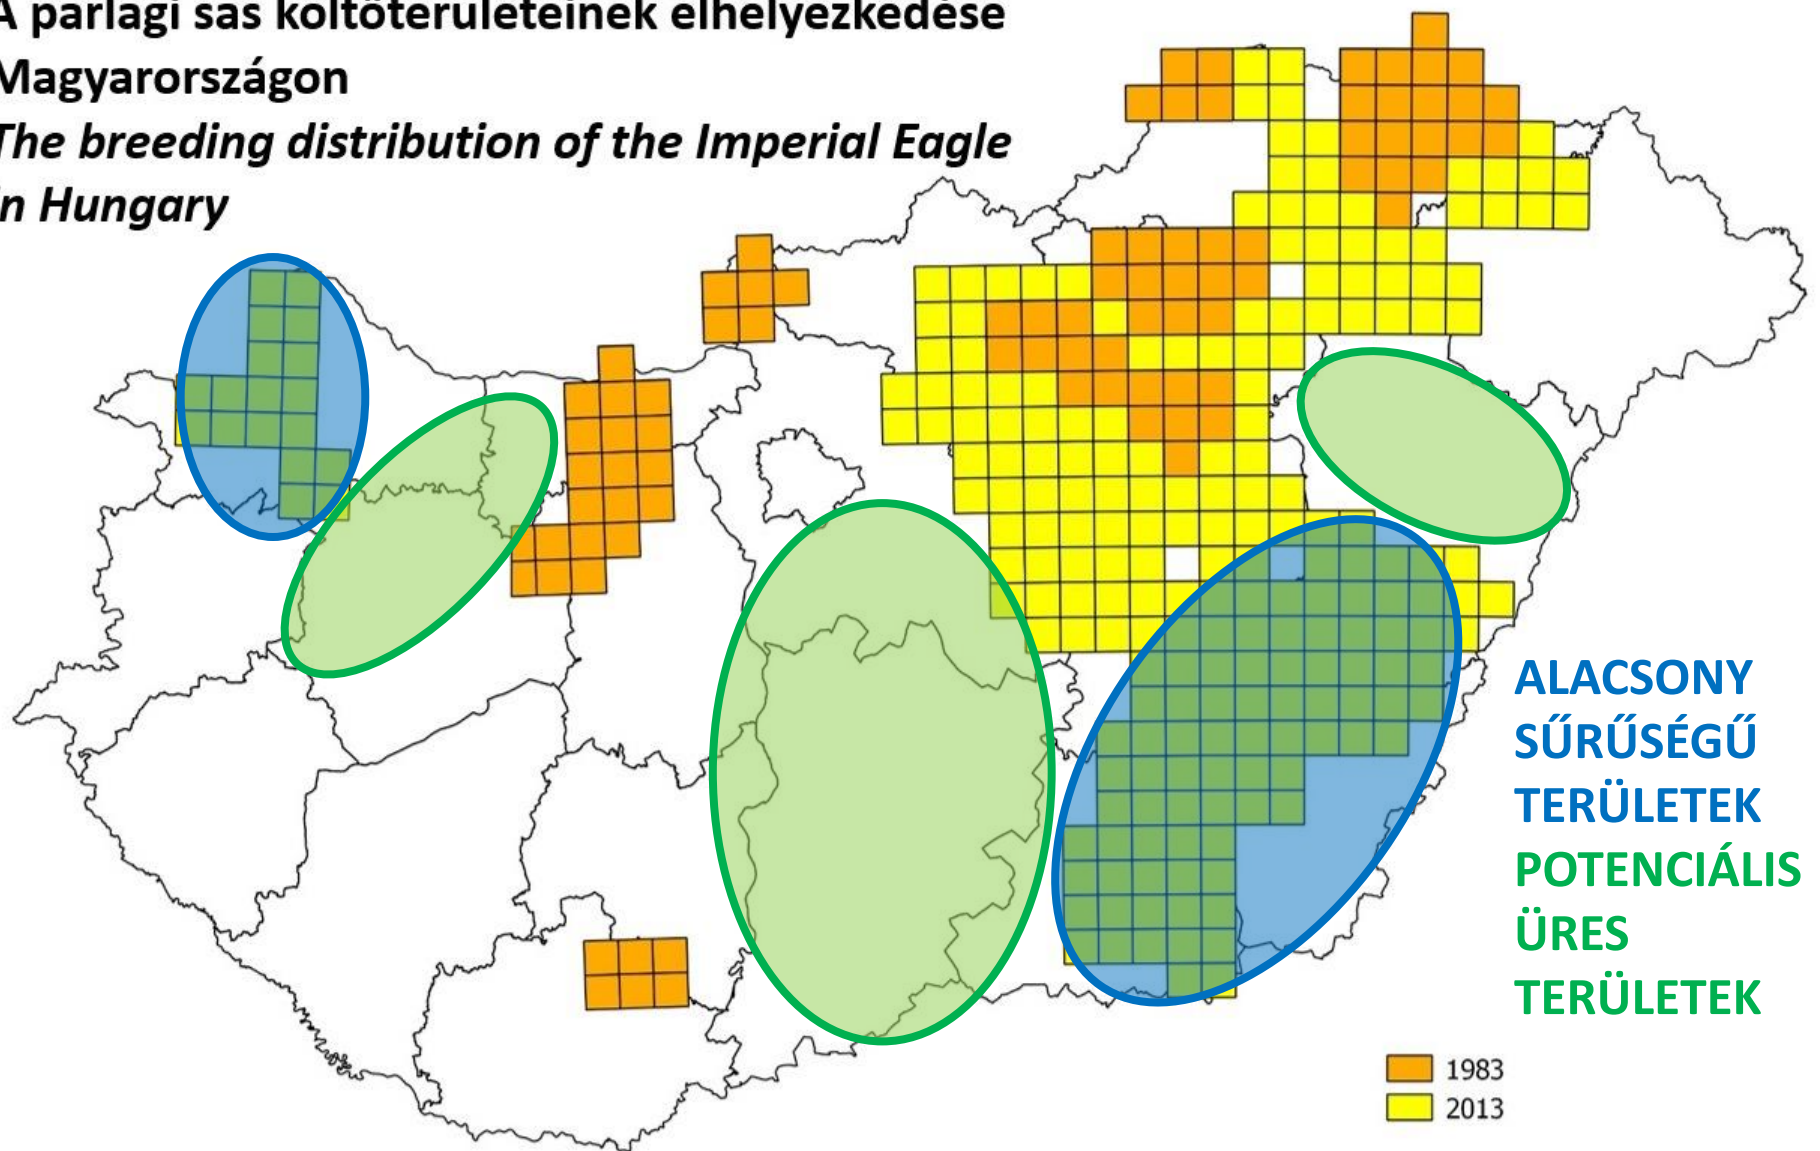 A parlagi sas költőterületeinek elhelyezkedése
Magyarországon
The breeding distribution of the Imperial Eagle
in Hungary
ALACSONY
SŰRŰSÉGŰ
TERÜLETEK
POTENCIÁLIS
ÜRES
TERÜLETEK
1983
2013